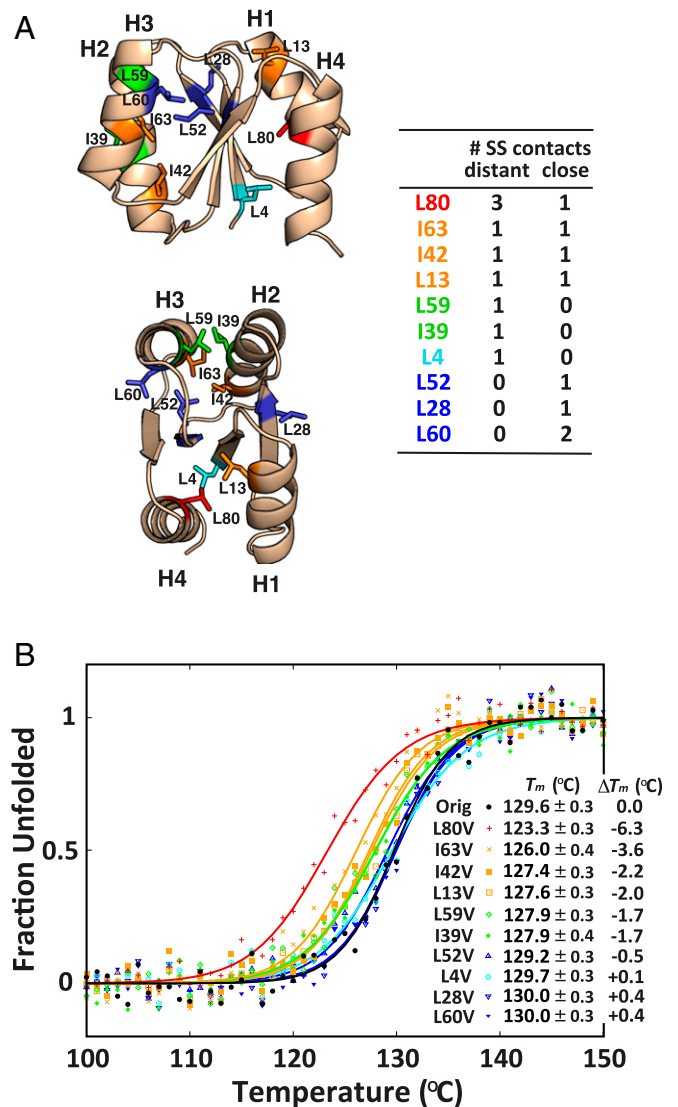 A
H3
H1
H2
L13
H4
L28
L59
L60
I63
L52
L80
I39
I42
L4
# SS contacts
distant close
L80 3 1
I63 1 1
I42 1 1
L13 1 1
L59 1 0
I39 1 0
L4 1 0
L52 0 1
L28 0 1
L60 0 2
H3
H2
L59 I39
I63
L60
I42
L52
L28
L4
L13
L80
H4
H1
B
Fraction Unfolded
1
0.5
0
Tm (°C) ΔTm (°C)
Orig 129.6 ± 0.3 0.0
L80V 123.3 ± 0.3 -6.3
I63V 126.0 ± 0.4 -3.6
I42V 127.4 ± 0.3 -2.2
L13V 127.6 ± 0.3 -2.0
L59V 127.9 ± 0.3 -1.7
I39V 127.9 ± 0.4 -1.7
L52V 129.2 ± 0.3 -0.5
L4V 129.7 ± 0.3 +0.1
L28V 130.0 ± 0.3 +0.4
L60V 130.0 ± 0.3 +0.4
100 110 120 130 140 150
Temperature (°C)